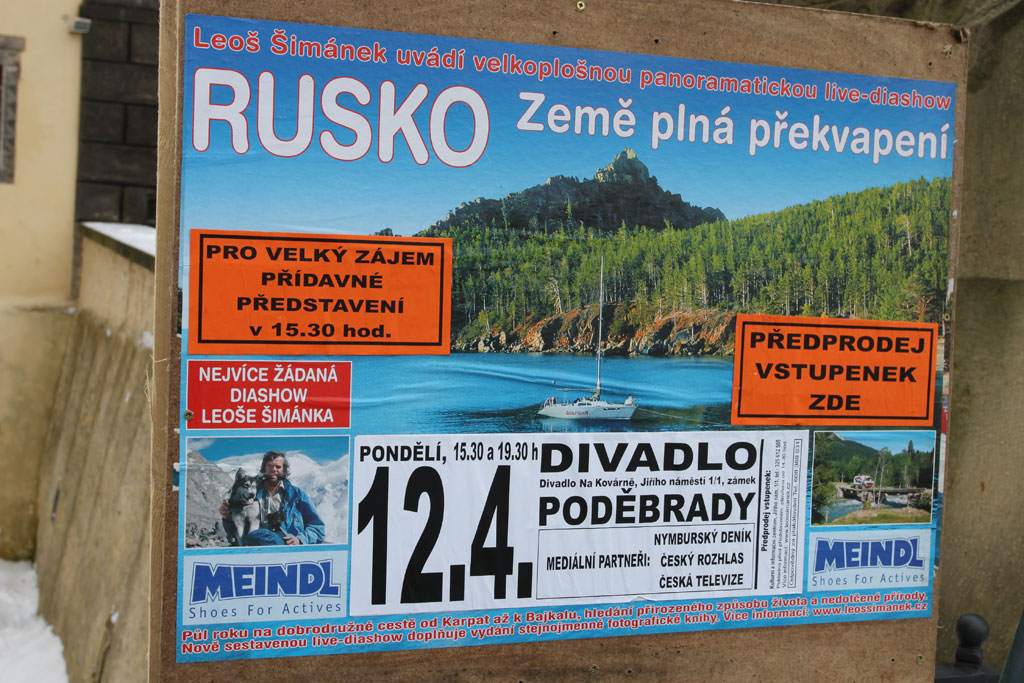 Leoš Šimánek uvádí velkoplošnou panoramatickou live-diashow
RUSKO Země plná překvapení
PRO VELKÝ ZÁJEM
PŘÍDAVNÉ
PŘEDSTAVENÍ
v 15.30 hod.
PŘEDPRODEJ
VSTUPENEK
ZDE
NEJVÍCE ŽÁDANÁ
DIASHOW
LEOŠE ŠIMÁNKA
PONDĚLÍ, 15.30 a 19.30 h
12.4.
DIVADLO
Divadlo Na Kovárně, Jiřího náměstí 1/1, zámek
PODĚBRADY
NYMBURSKÝ DENÍK
MEDIÁLNÍ PARTNEŘI: ČESKÝ ROZHLAS
ČESKÁ TELEVIZE
Předprodej vstupenek:
MEINDL
Shoes For Actives
MEINDL
Shoes For Actives
Půl roku na dobrodružné cestě od Karpat až k Bajkalu, hledání přirozeného způsobu života a nedotčené přírody.
Nově sestavenou live-diashow doplňuje vydání stejnojmenné fotografické knihy. Více informací: www.leossimanek.cz